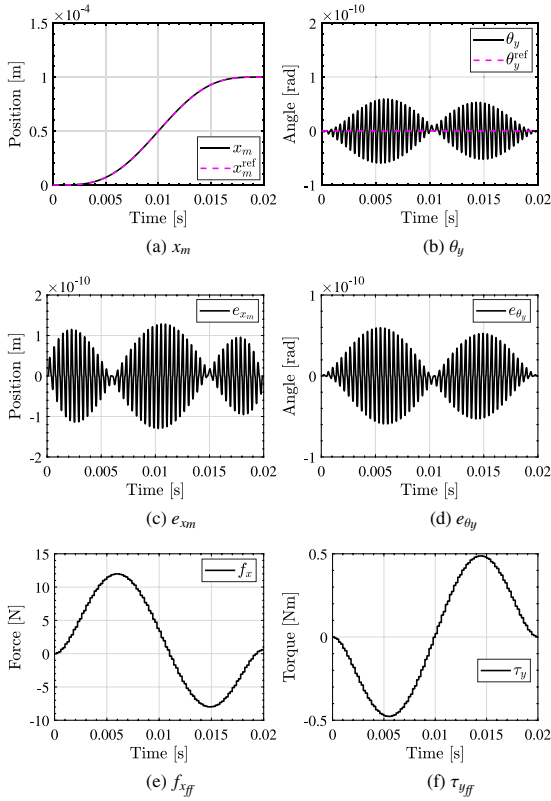 ×10⁻⁴
1
0.5
0
Position [m]
x_m
x_m^ref
0 0.005 0.01 0.015 0.02
Time [s]
(a) x_m
×10⁻¹⁰
2
1
0
-1
Angle [rad]
θ_y
θ_y^ref
0 0.005 0.01 0.015 0.02
Time [s]
(b) θ_y
×10⁻¹⁰
2
1
0
-1
-2
Position [m]
e_{x_m}
0 0.005 0.01 0.015 0.02
Time [s]
(c) e_{x_m}
×10⁻¹⁰
1
0
-1
Angle [rad]
e_{θ_y}
0 0.005 0.01 0.015 0.02
Time [s]
(d) e_{θ_y}
15
10
5
0
-5
-10
Force [N]
f_x
0 0.005 0.01 0.015 0.02
Time [s]
(e) f_{x_ff}
0.5
0
-0.5
Torque [Nm]
τ_y
0 0.005 0.01 0.015 0.02
Time [s]
(f) τ_{y_ff}